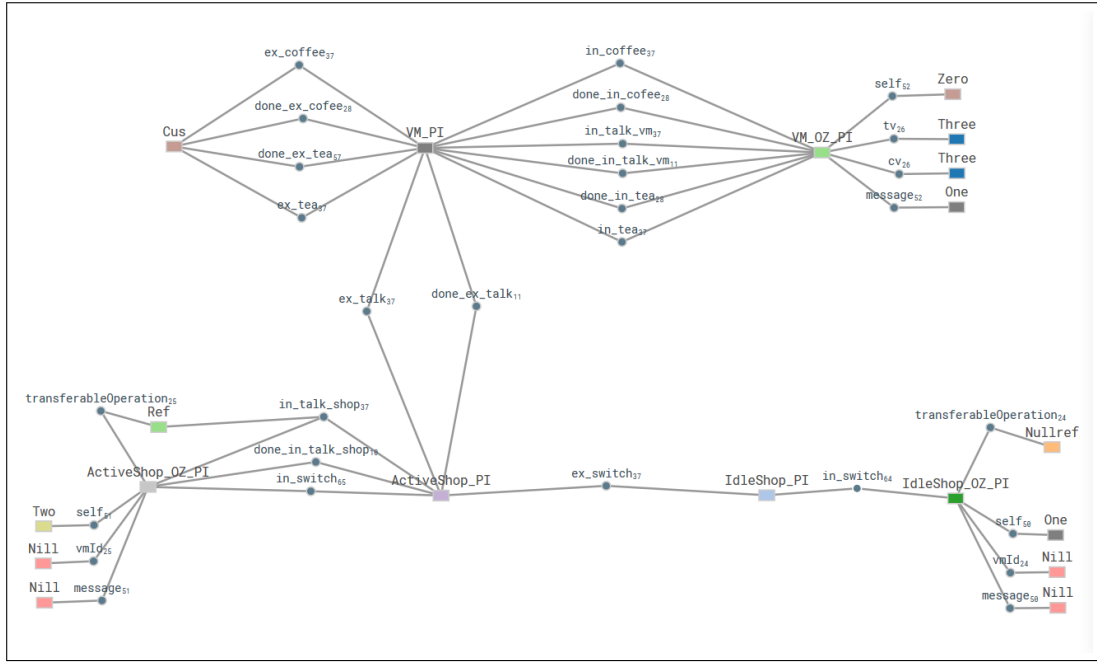 ex_coffee₃₇
in_coffee₃₇
self₅₂
Zero
done_ex_cofee₂₈
done_in_cofee₂₈
Cus
VM_PI
in_talk_vm₃₇
VM_OZ_PI
tv₂₆
Three
done_ex_tea₅₇
done_in_talk_vm₁₁
cv₂₆
Three
ex_tea₃₇
done_in_tea₂₈
message₅₂
One
in_tea₃₇
ex_talk₃₇
done_ex_talk₁₁
transferableOperation₂₅
Ref
in_talk_shop₃₇
transferableOperation₂₄
Nullref
ActiveShop_OZ_PI
done_in_talk_shop₁₀
in_switch₆₅
ActiveShop_PI
ex_switch₃₇
IdleShop_PI
in_switch₆₄
IdleShop_OZ_PI
Two
self₅₁
self₅₀
One
Nill
vmId₂₅
vmId₂₄
Nill
Nill
message₅₁
message₅₀
Nill